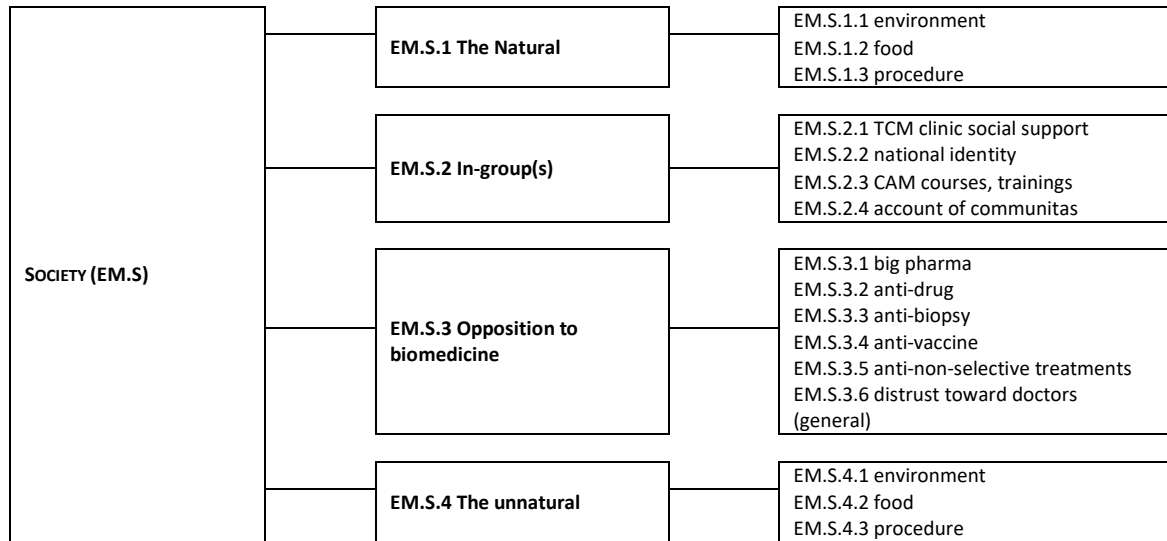 SOCIETY (EM.S)
EM.S.1 The Natural
EM.S.1.1 environment
EM.S.1.2 food
EM.S.1.3 procedure
EM.S.2 In-group(s)
EM.S.2.1 TCM clinic social support
EM.S.2.2 national identity
EM.S.2.3 CAM courses, trainings
EM.S.2.4 account of communitas
EM.S.3 Opposition to
biomedicine
EM.S.3.1 big pharma
EM.S.3.2 anti-drug
EM.S.3.3 anti-biopsy
EM.S.3.4 anti-vaccine
EM.S.3.5 anti-non-selective treatments
EM.S.3.6 distrust toward doctors
(general)
EM.S.4 The unnatural
EM.S.4.1 environment
EM.S.4.2 food
EM.S.4.3 procedure